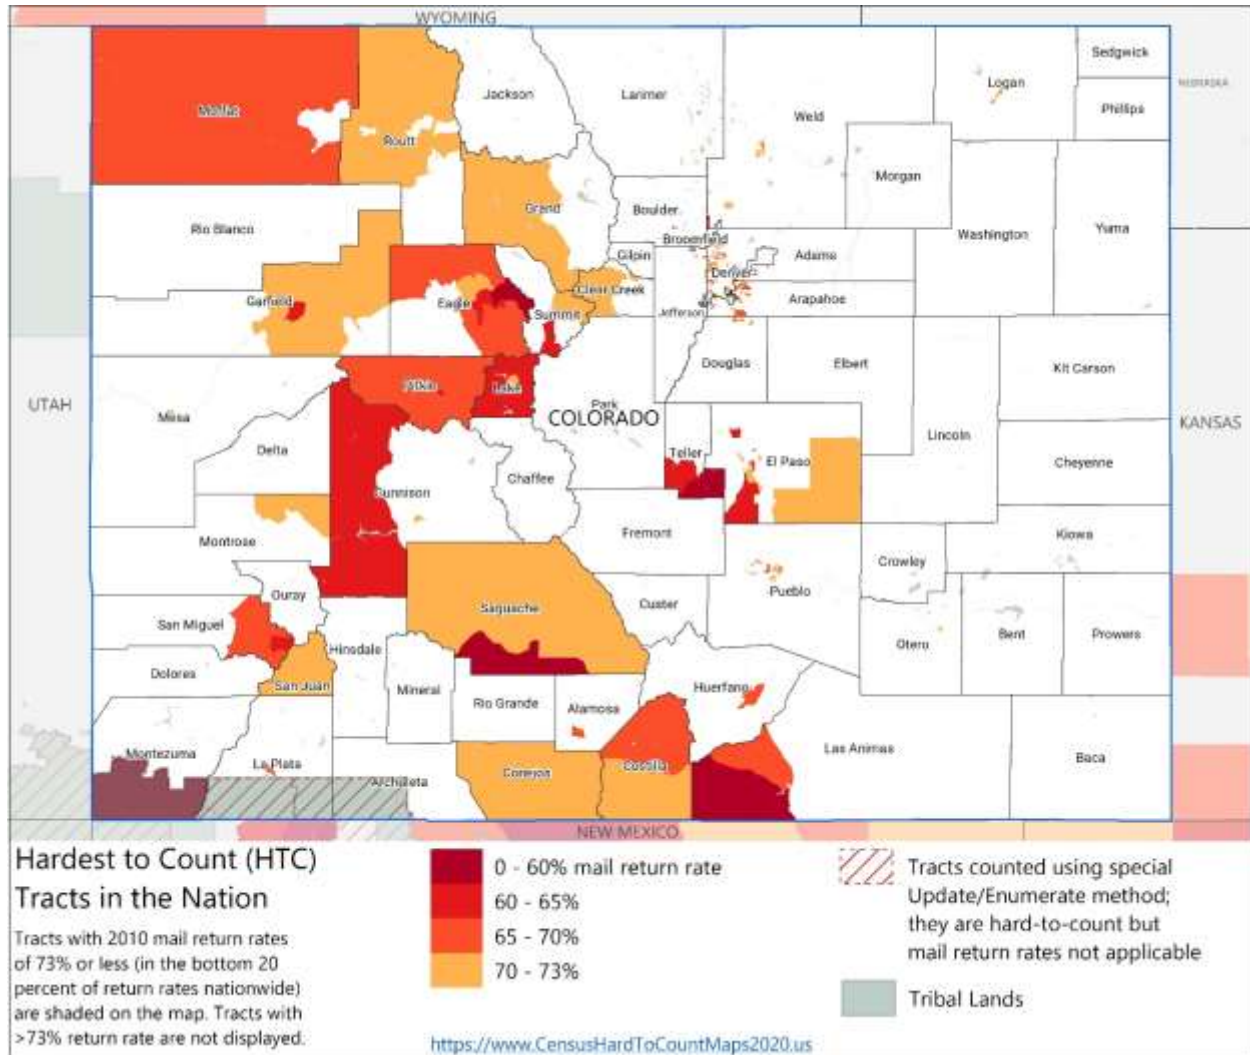 WYOMING
Sedgwick
Logan
NEBRASKA
Jackson
Larimer
Phillips
Moffat
Weld
Routt
Morgan
Grand
Boulder
Rio Blanco
Washington
Yuma
Broomfield
Gilpin
Adams
Denver
Clear Creek
Garfield
Eagle
Arapahoe
Summit
Jefferson
Douglas
Elbert
Kit Carson
Pitkin
Lake
UTAH
Park
Mesa
COLORADO
KANSAS
Lincoln
Delta
Teller
El Paso
Cheyenne
Chaffee
Gunnison
Fremont
Kiowa
Montrose
Crowley
Ouray
Pueblo
Saguache
Custer
San Miguel
Bent
Prowers
Otero
Hinsdale
Dolores
San Juan
Mineral
Huerfano
Rio Grande
Alamosa
Montezuma
Las Animas
La Plata
Baca
Costilla
Conejos
Archuleta
NEW MEXICO
Hardest to Count (HTC)
Tracts in the Nation
Tracts with 2010 mail return rates
of 73% or less (in the bottom 20
percent of return rates nationwide)
are shaded on the map. Tracts with
>73% return rate are not displayed.
0 - 60% mail return rate
60 - 65%
65 - 70%
70 - 73%
https://www.CensusHardToCountMaps2020.us
Tracts counted using special
Update/Enumerate method;
they are hard-to-count but
mail return rates not applicable
Tribal Lands